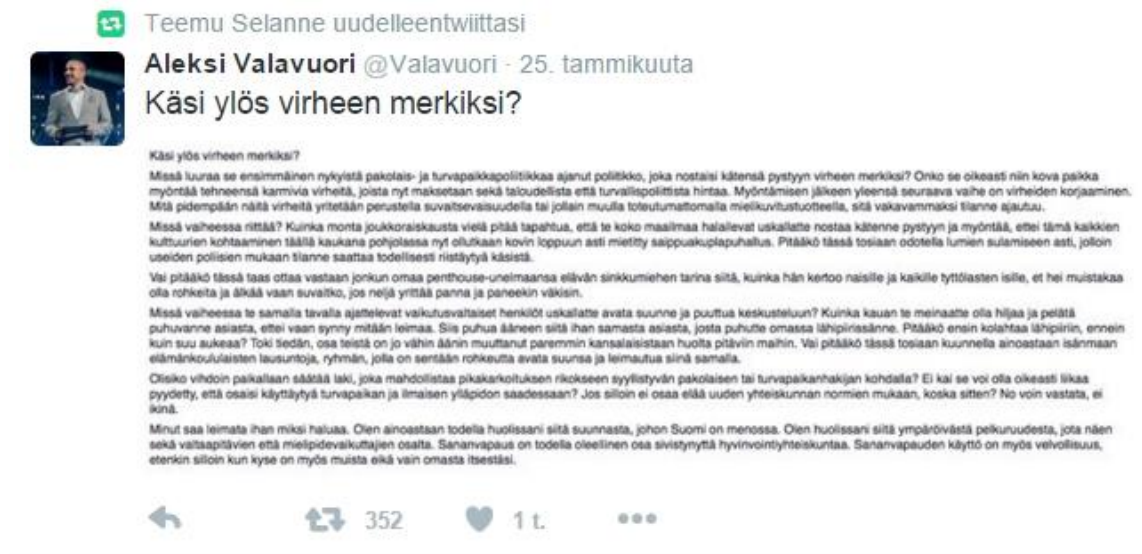 Teemu Selanne uudelleentwiittasi
Aleksi Valavuori @Valavuori · 25. tammikuuta
Käsi ylös virheen merkiksi?
Käsi ylös virheen merkiksi?
Missä luuraa se ensimmäinen nykyistä pakolais- ja turvapaikkapolitiikkaa ajanut poliitikko, joka nostaisi kätensä pystyyn virheen merkiksi? Onko se oikeasti niin kova paikka
myöntää tehneensä karmivia virheitä, joista nyt maksetaan sekä taloudellista että turvallispoliittista hintaa. Myöntämisen jälkeen yleensä seuraava vaihe on virheiden korjaaminen.
Mitä pidempään näitä virheitä yritetään perustella suvaitsevaisuudella tai jollain muulla toteutumattomalla mielikuvitustuotteella, sitä vakavammaksi tilanne ajautuu.
Missä vaiheessa riittää? Kuinka monta joukkoraiskausta vielä pitää tapahtua, että te koko maailmaa halailevat uskallatte nostaa kätenne pystyyn ja myöntää, ettei tämä kaikkien
kulttuurien kohtaaminen täällä kaukana pohjolassa nyt ollutkaan kovin loppuun asti mietitty saippuakuplapuhallus. Pitääkö tässä tosiaan odotella lumien sulamiseen asti, jolloin
useiden poliisien mukaan tilanne saattaa todellisesti riistäytyä käsistä.
Vai pitääkö tässä taas ottaa vastaan jonkun omaa penthouse-unelmaansa elävän sinkkumiehen tarina siitä, kuinka hän kertoo naisille ja kaikille tyttölasten isille, et hei muistakaa
olla rohkeita ja älkää vaan suvaitko, jos neljä yrittää panna ja paneekin väkisin.
Missä vaiheessa te samalla tavalla ajattelevat vaikutusvaltaiset henkilöt uskallatte avata suunne ja puuttua keskusteluun? Kuinka kauan te meinaatte olla hiljaa ja pelätä
puhuvanne asiasta, ettei vaan synny mitään leimaa. Siis puhua ääneen siitä ihan samasta asiasta, josta puhutte omassa lähipiirissänne. Pitääkö ensin kolahtaa lähipiiriin, ennein
kuin suu aukeaa? Toki tiedän, osa teistä on jo vähin äänin muuttanut paremmin kansalaisistaan huolta pitäviin maihin. Vai pitääkö tässä tosiaan kuunnella ainoastaan isänmaan
elämänkoululaisten lausuntoja, ryhmän, jolla on sentään rohkeutta avata suunsa ja leimautua siinä samalla.
Olisiko vihdoin paikallaan säätää laki, joka mahdollistaa pikakarkoituksen rikokseen syyllistyvän pakolaisen tai turvapaikanhakijan kohdalla? Ei kai se voi olla oikeasti liikaa
pyydetty, että osaisi käyttäytyä turvapaikan ja ilmaisen ylläpidon saadessaan? Jos silloin ei osaa elää uuden yhteiskunnan normien mukaan, koska sitten? No voin vastata, ei
ikinä.
Minut saa leimata ihan miksi haluaa. Olen ainoastaan todella huolissani siitä suunnasta, johon Suomi on menossa. Olen huolissani siitä ympäröivästä pelkuruudesta, jota näen
sekä valtaapitävien että mielipidevaikuttajien osalta. Sananvapaus on todella oleellinen osa sivistynyttä hyvinvointiyhteiskuntaa. Sananvapauden käyttö on myös velvollisuus,
etenkin silloin kun kyse on myös muista eikä vain omasta itsestäsi.
352
1 t.